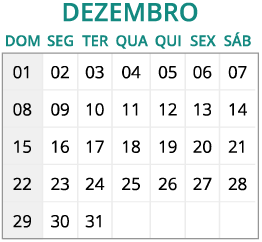 DEZEMBRO
DOM SEG TER QUA QUI SEX SÁB
01 02 03 04 05 06 07
08 09 10 11 12 13 14
15 16 17 18 19 20 21
22 23 24 25 26 27 28
29 30 31